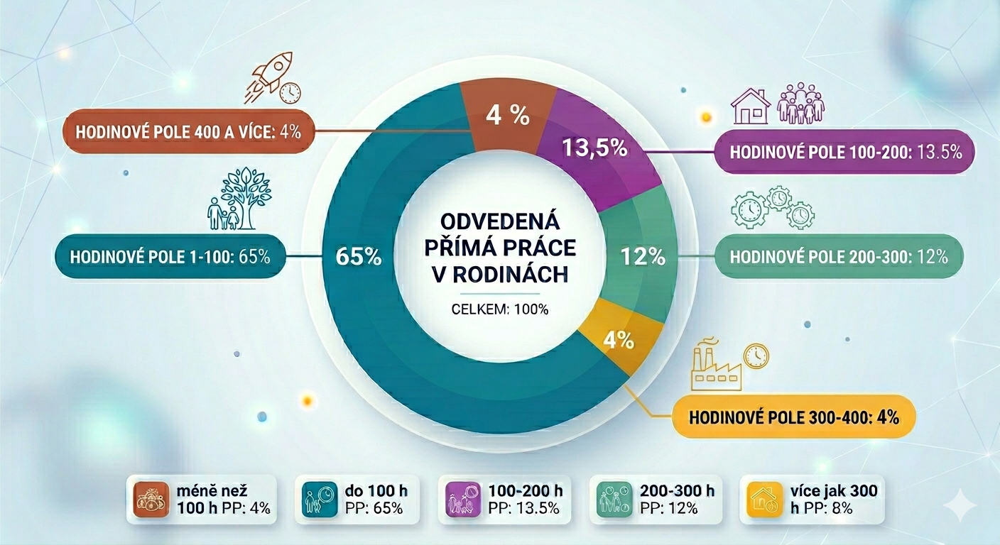 HODINOVÉ POLE 400 A VÍCE: 4%
HODINOVÉ POLE 1-100: 65%
4 %
13,5%
65%
12%
4%
ODVEDENÁ
PŘÍMÁ PRÁCE
V RODINÁCH
CELKEM: 100%
HODINOVÉ POLE 100-200: 13.5%
HODINOVÉ POLE 200-300: 12%
HODINOVÉ POLE 300-400: 4%
méně než
100 h PP: 4%
do 100 h
PP: 65%
100-200 h
PP: 13.5%
200-300 h
PP: 12%
více jak 300
h PP: 8%